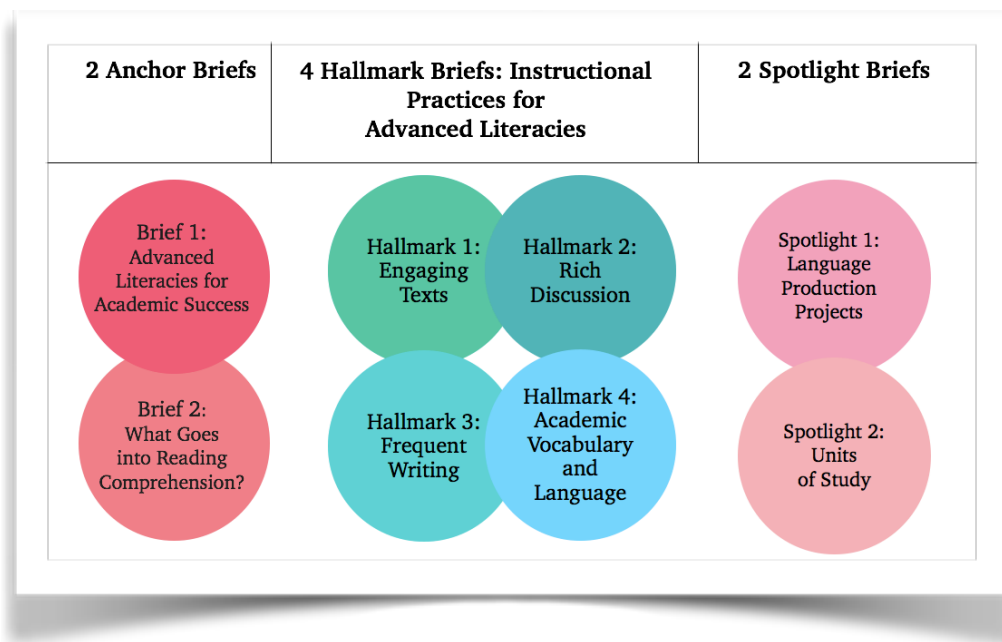 2 Anchor Briefs
4 Hallmark Briefs: Instructional
Practices for
Advanced Literacies
2 Spotlight Briefs
Brief 1:
Advanced
Literacies for
Academic Success
Brief 2:
What Goes
into Reading
Comprehension?
Hallmark 1:
Engaging
Texts
Hallmark 2:
Rich
Discussion
Hallmark 3:
Frequent
Writing
Hallmark 4:
Academic
Vocabulary
and
Language
Spotlight 1:
Language
Production
Projects
Spotlight 2:
Units
of Study